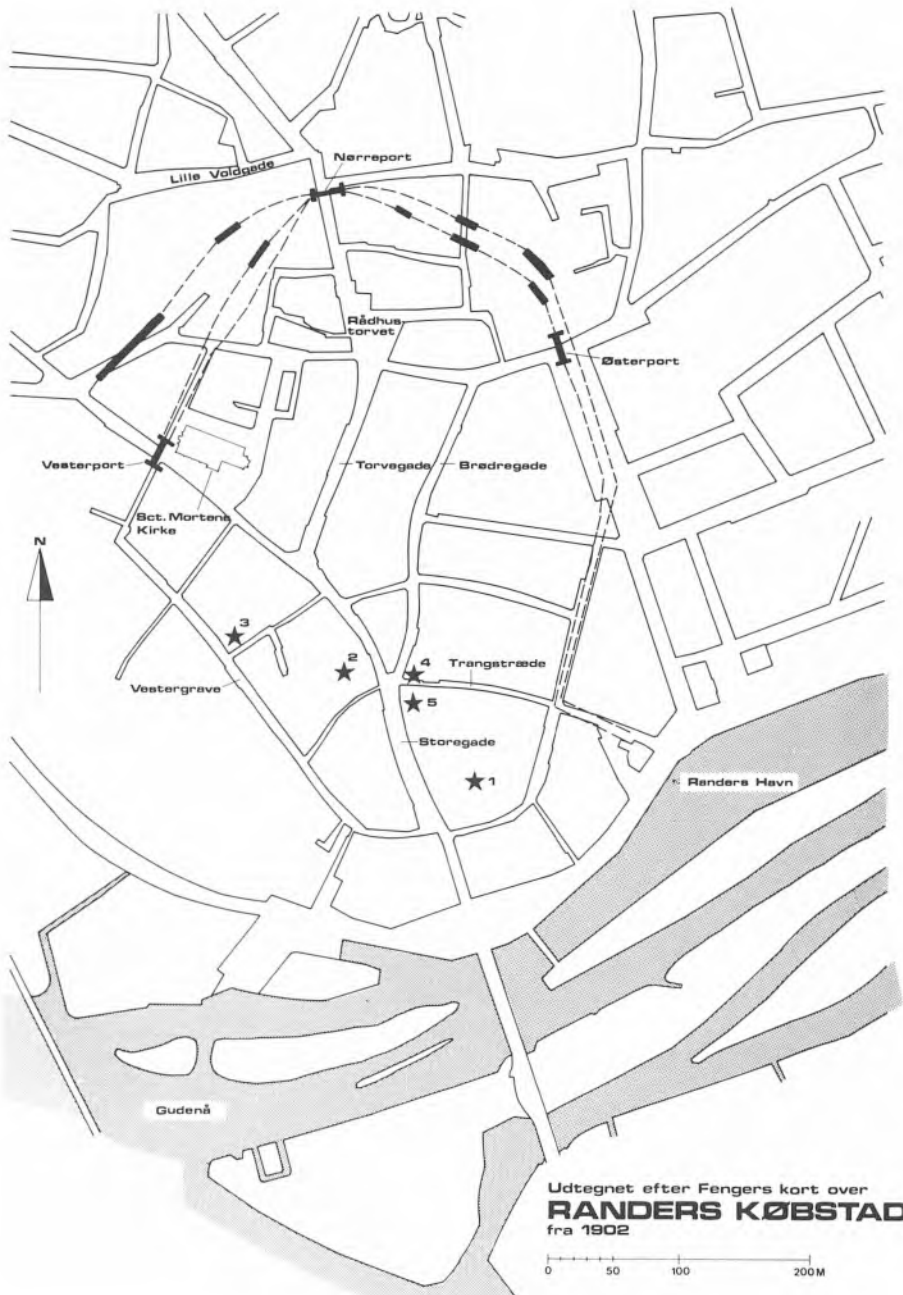 Nørreport
Lille Voldgade
Rådhus
torvet
Østerport
Vesterport
Torvegade
Brødregade
Sct. Mortens
Kirke
N
3
2
4
Trangstræde
Vestergrave
5
Storegade
1
Randers Havn
Gudenå
Udtegnet efter Fengers kort over
RANDERS KØBSTAD
fra 1902
0 50 100 200 M